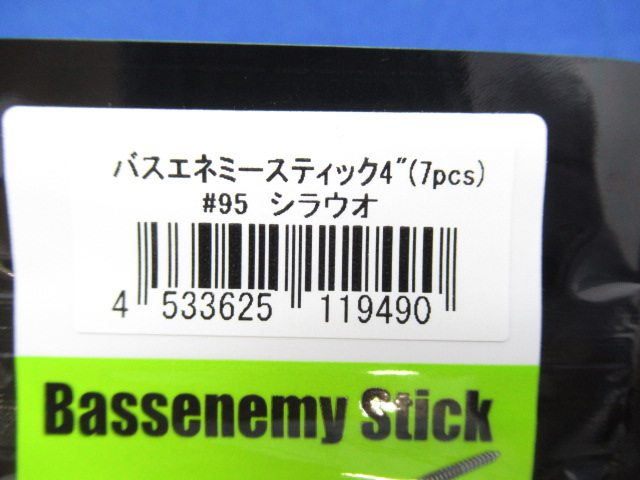 バスエネミースティック4"(7pcs)
#95 シラウオ
4 533625 119490
Bassenemy Stick